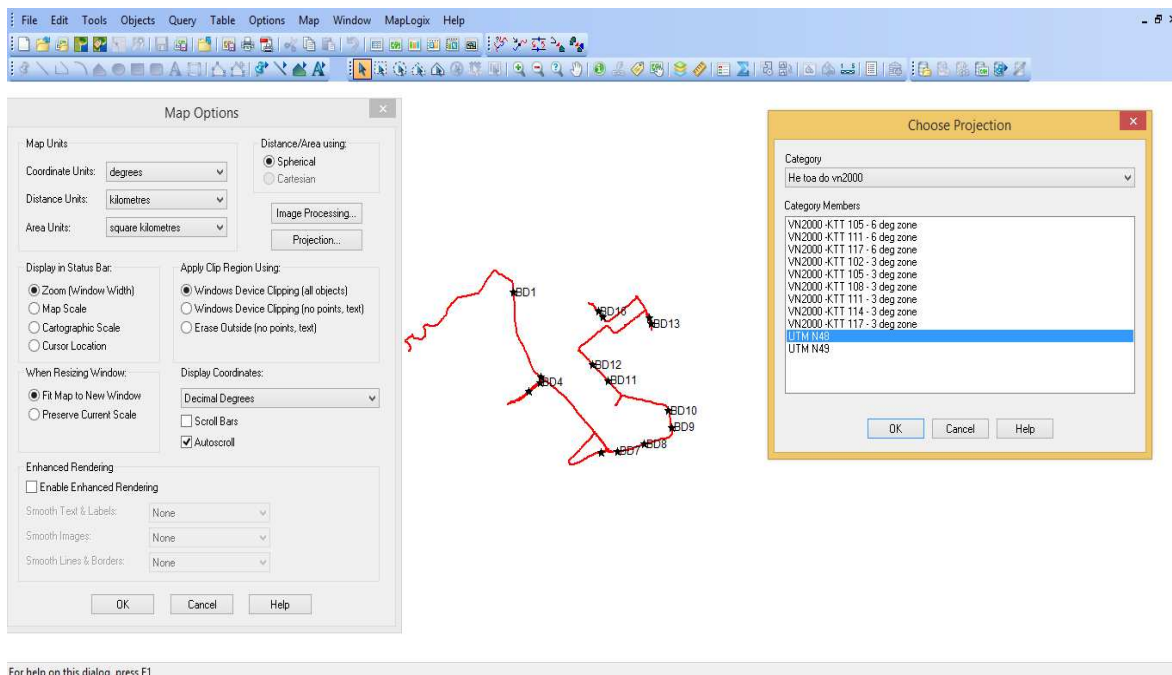 File Edit Tools Objects Query Table Options Map Window MapLogix Help
Map Options
Map Units
Coordinate Units: degrees
Distance Units: kilometres
Area Units: square kilometres
Distance/Area using:
Spherical
Cartesian
Image Processing...
Projection...
Display in Status Bar:
Zoom (Window Width)
Map Scale
Cartographic Scale
Cursor Location
Apply Clip Region Using:
Windows Device Clipping (all objects)
Windows Device Clipping (no points, text)
Erase Outside (no points, text)
When Resizing Window:
Fit Map to New Window
Preserve Current Scale
Display Coordinates:
Decimal Degrees
Scroll Bars
Autoscroll
Enhanced Rendering
Enable Enhanced Rendering
Smooth Text & Labels: None
Smooth Images: None
Smooth Lines & Borders: None
OK Cancel Help
BD1
BD13
BD12
BD4
BD11
BD10
BD9
BD8
BD7
Choose Projection
Category
He toa do vn2000
Category Members
VN2000 -KTT 105 - 6 deg zone
VN2000 -KTT 111 - 6 deg zone
VN2000 -KTT 117 - 6 deg zone
VN2000 -KTT 102 - 3 deg zone
VN2000 -KTT 105 - 3 deg zone
VN2000 -KTT 108 - 3 deg zone
VN2000 -KTT 111 - 3 deg zone
VN2000 -KTT 114 - 3 deg zone
VN2000 -KTT 117 - 3 deg zone
UTM N48
UTM N49
OK Cancel Help
For help on this dialog, press F1